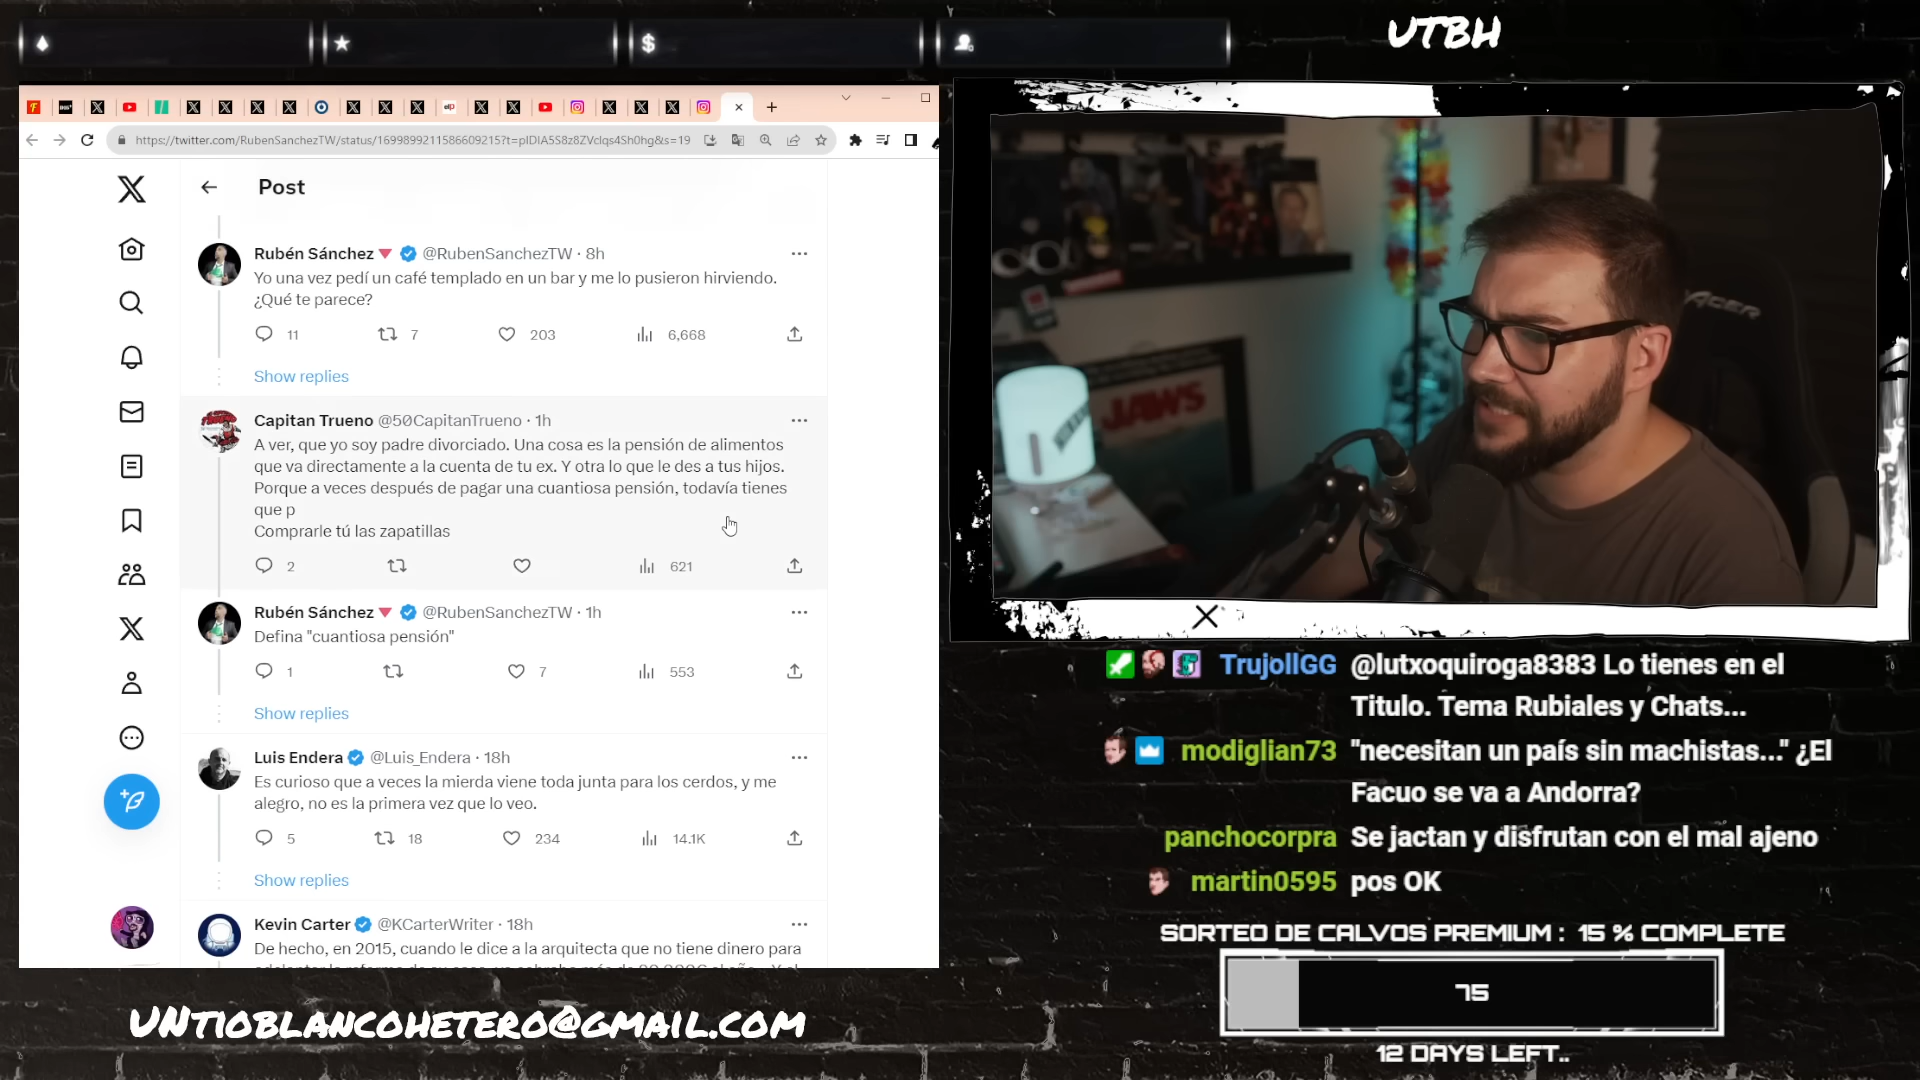 UTBH
https://twitter.com/RubenSanchezTW/status/1699899211586609215?t=plDIA5S8z8ZVclqs4Sh0hg&s=19
Post
Rubén Sánchez @RubenSanchezTW · 8h
Yo una vez pedí un café templado en un bar y me lo pusieron hirviendo.
¿Qué te parece?
11 7 203 6,668
Show replies
Capitan Trueno @50CapitanTrueno · 1h
A ver, que yo soy padre divorciado. Una cosa es la pensión de alimentos
que va directamente a la cuenta de tu ex. Y otra lo que le des a tus hijos.
Porque a veces después de pagar una cuantiosa pensión, todavía tienes
que p
Comprarle tú las zapatillas
2 621
Rubén Sánchez @RubenSanchezTW · 1h
Defina "cuantiosa pensión"
1 7 553
Show replies
Luis Endera @Luis_Endera · 18h
Es curioso que a veces la mierda viene toda junta para los cerdos, y me
alegro, no es la primera vez que lo veo.
5 18 234 14.1K
Show replies
Kevin Carter @KCarterWriter · 18h
De hecho, en 2015, cuando le dice a la arquitecta que no tiene dinero para
UNTIOBLANCOHETERO@GMAIL.COM
JAWS
TrujollGG @lutxoquiroga8383 Lo tienes en el
Titulo. Tema Rubiales y Chats...
modiglian73 "necesitan un país sin machistas..." ¿El
Facuo se va a Andorra?
panchocorpra Se jactan y disfrutan con el mal ajeno
martin0595 pos OK
SORTEO DE CALVOS PREMIUM : 15 % COMPLETE
75
12 DAYS LEFT..